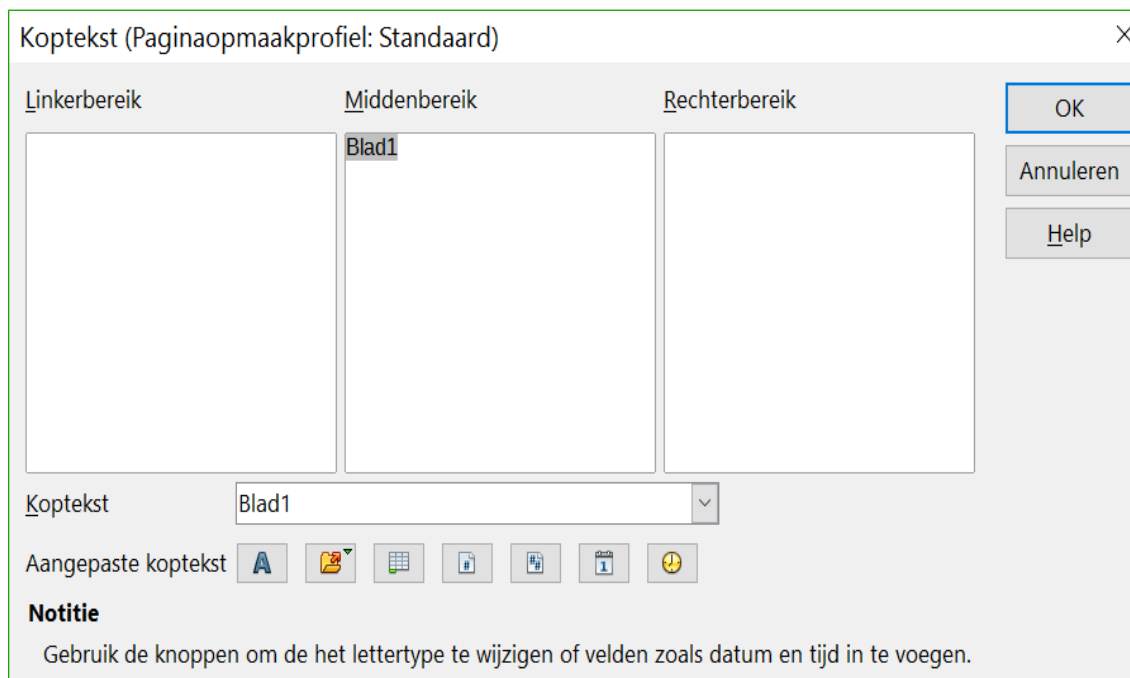 Koptekst (Paginaopmaakprofiel: Standaard)
Linkerbereik Middenbereik Rechterbereik
OK
Blad1
Annuleren
Help
Koptekst Blad1
Aangepaste koptekst
Notitie
Gebruik de knoppen om de het lettertype te wijzigen of velden zoals datum en tijd in te voegen.